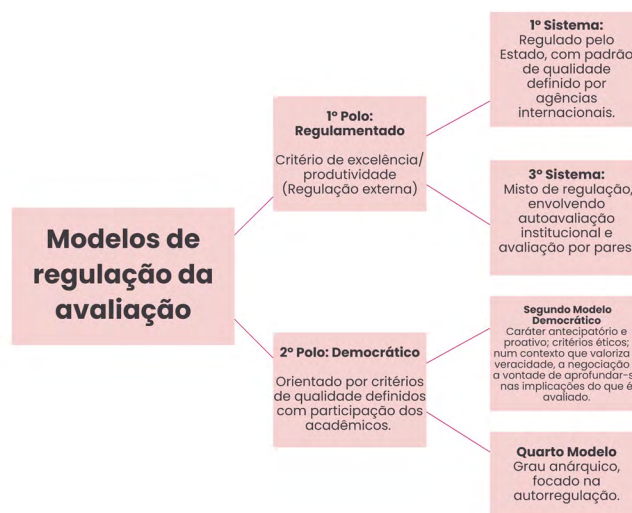 Modelos de
regulação da
avaliação
1º Polo:
Regulamentado
Critério de excelência/
produtividade
(Regulação externa)
2º Polo: Democrático
Orientado por critérios
de qualidade definidos
com participação dos
acadêmicos.
1º Sistema:
Regulado pelo
Estado, com padrão
de qualidade
definido por
agências
internacionais.
3º Sistema:
Misto de regulação,
envolvendo
autoavaliação
institucional e
avaliação por pares
Segundo Modelo
Democrático
Caráter antecipatório e
proativo; critérios éticos;
num contexto que valoriza
veracidade, a negociação
a vontade de aprofundar-s
nas implicações do que é
avaliado.
Quarto Modelo
Grau anárquico,
focado na
autorregulação.